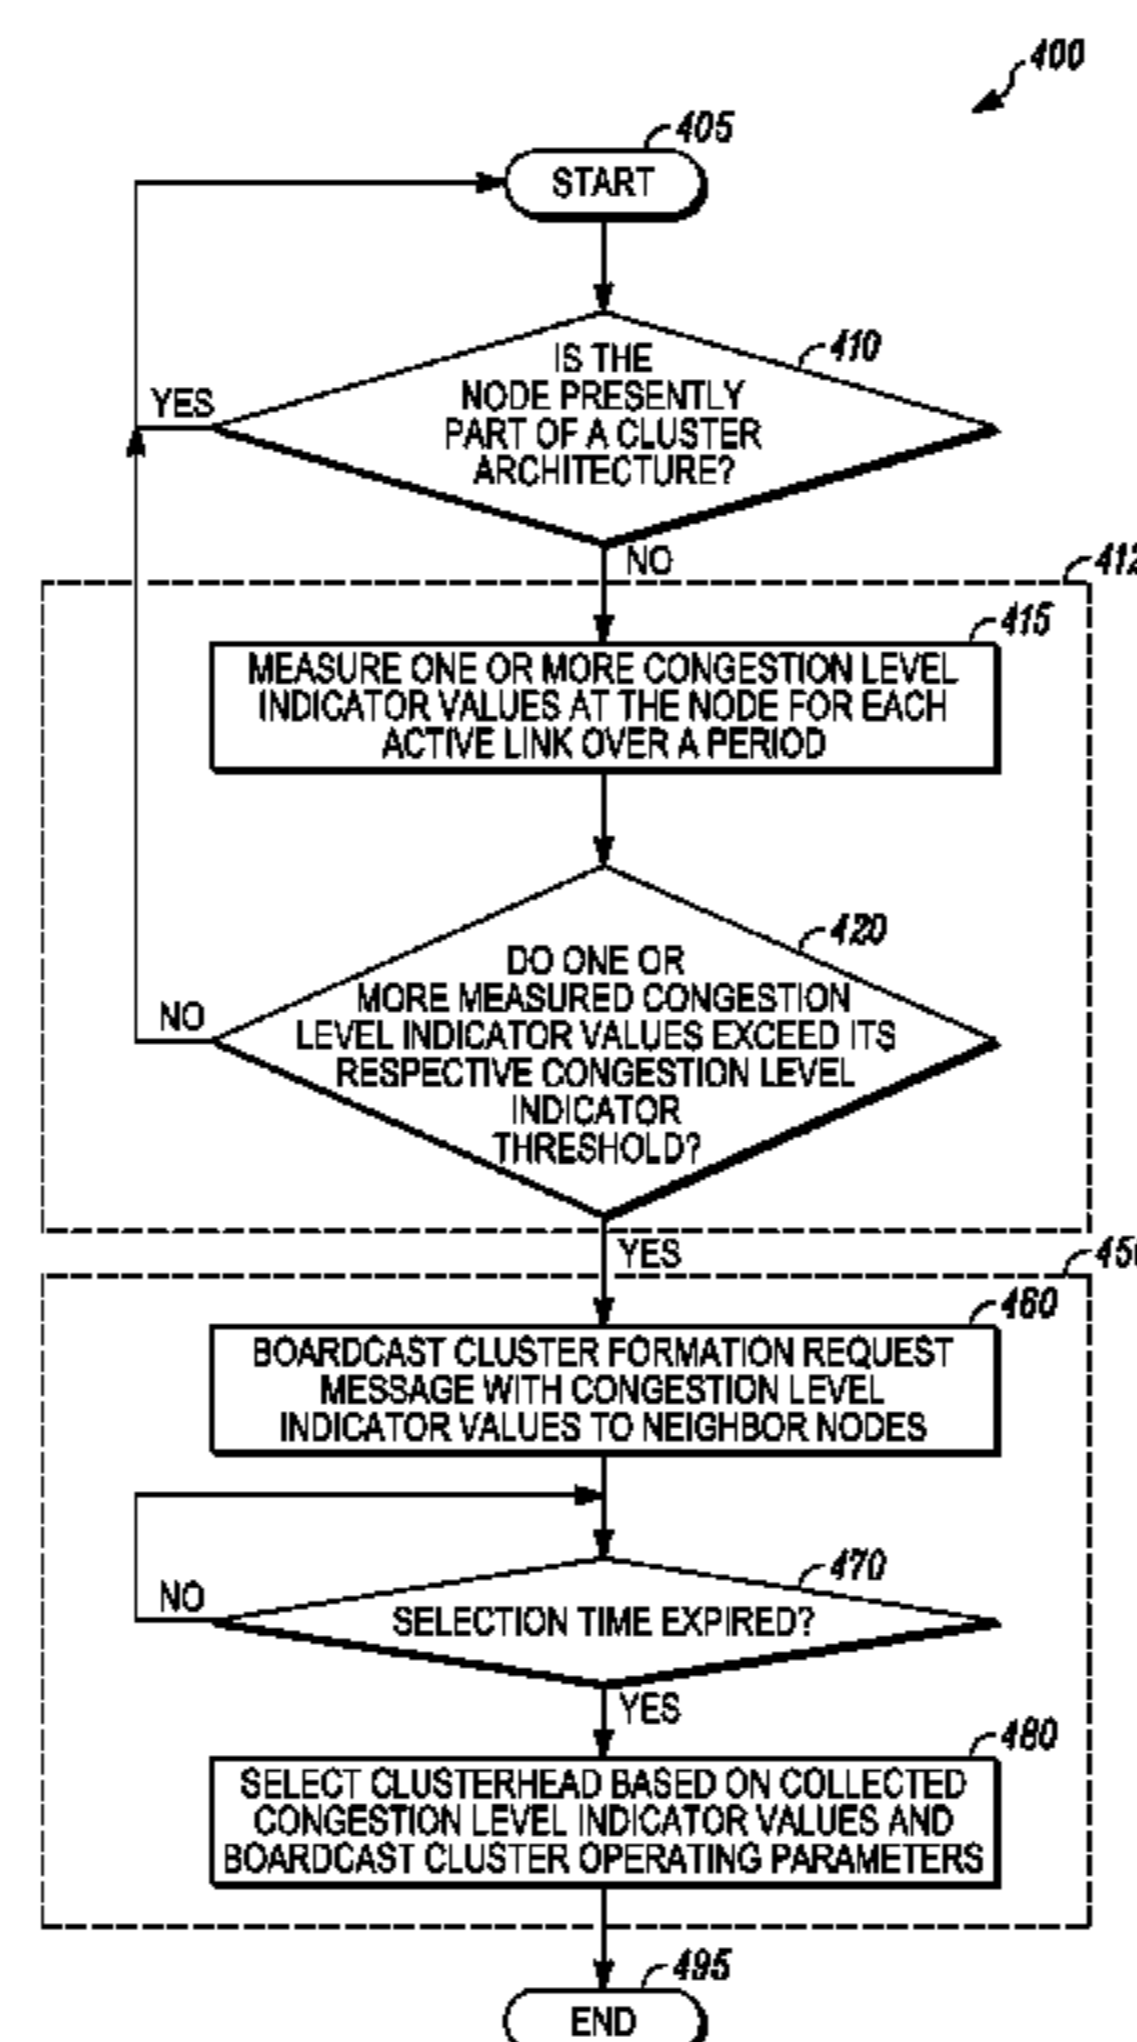 400
405
START
410
IS THE
NODE PRESENTLY
PART OF A CLUSTER
ARCHITECTURE?
YES
NO
412
415
MEASURE ONE OR MORE CONGESTION LEVEL
INDICATOR VALUES AT THE NODE FOR EACH
ACTIVE LINK OVER A PERIOD
420
DO ONE OR
MORE MEASURED CONGESTION
LEVEL INDICATOR VALUES EXCEED ITS
RESPECTIVE CONGESTION LEVEL
INDICATOR
THRESHOLD?
NO
YES
460
BOARDCAST CLUSTER FORMATION REQUEST
MESSAGE WITH CONGESTION LEVEL
INDICATOR VALUES TO NEIGHBOR NODES
470
NO
SELECTION TIME EXPIRED?
YES
480
SELECT CLUSTERHEAD BASED ON COLLECTED
CONGESTION LEVEL INDICATOR VALUES AND
BOARDCAST CLUSTER OPERATING PARAMETERS
495
END